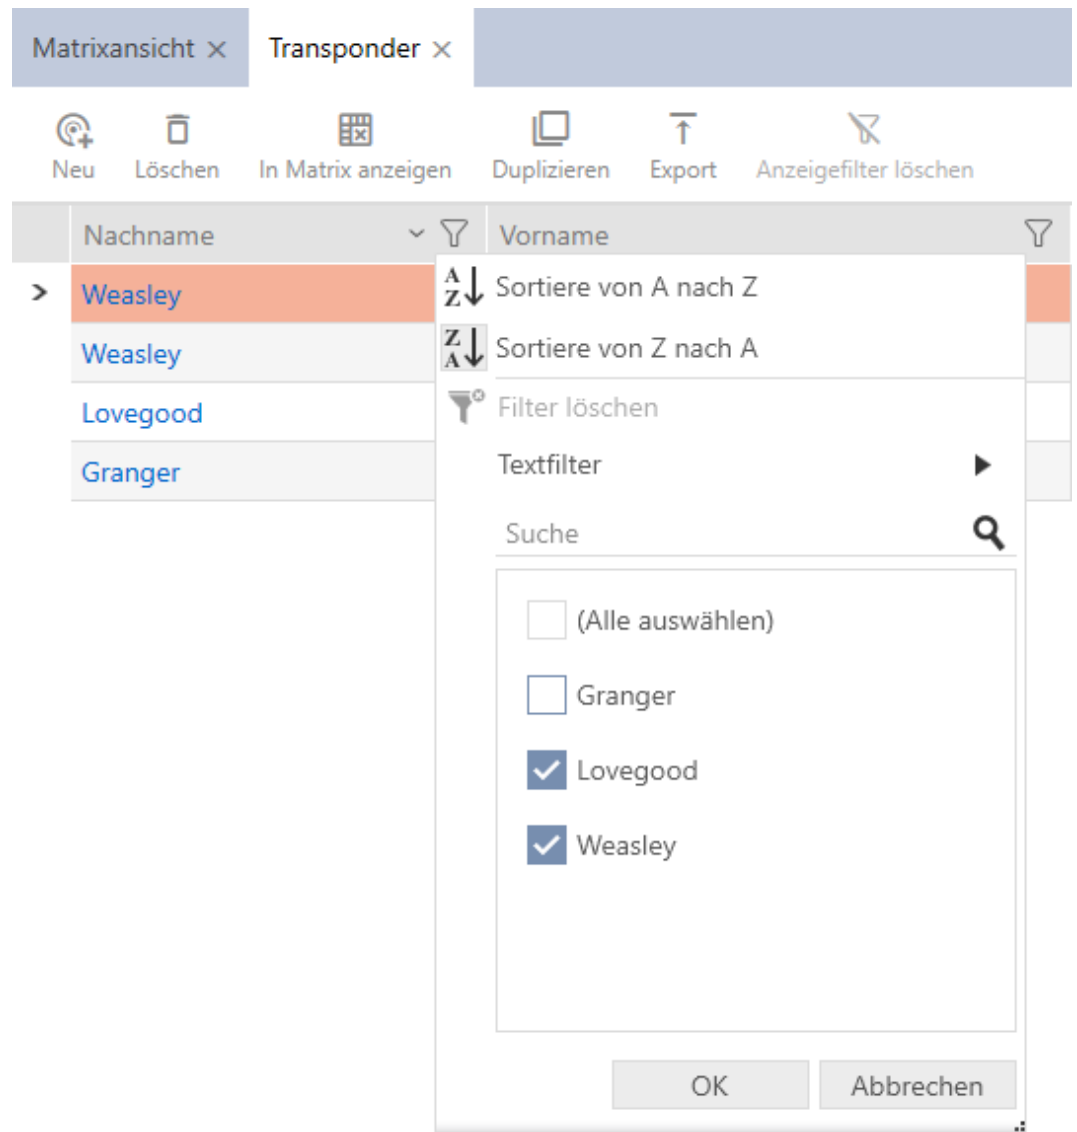 Matrixansicht Transponder
Neu Löschen In Matrix anzeigen Duplizieren Export Anzeigefilter löschen
Nachname Vorname
Weasley
Weasley
Lovegood
Granger
A Z Sortiere von A nach Z
Z A Sortiere von Z nach A
Filter löschen
Textfilter
Suche
(Alle auswählen)
Granger
Lovegood
Weasley
OK Abbrechen